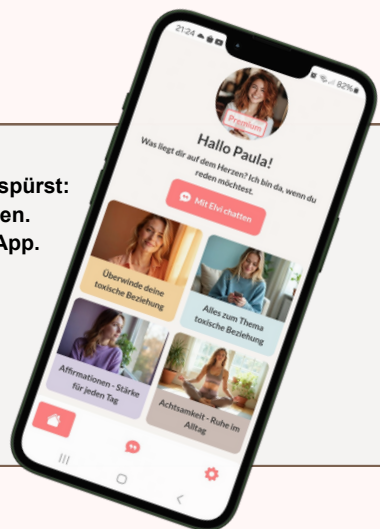 spürst:
en.
App.
21:24
82%
Premium
Hallo Paula!
Was liegt dir auf dem Herzen? Ich bin da, wenn du
reden möchtest.
Mit Elvi chatten
Überwinde deine
toxische Beziehung
Alles zum Thema
toxische Beziehung
Affirmationen - Stärke
für jeden Tag
Achtsamkeit - Ruhe im
Alltag